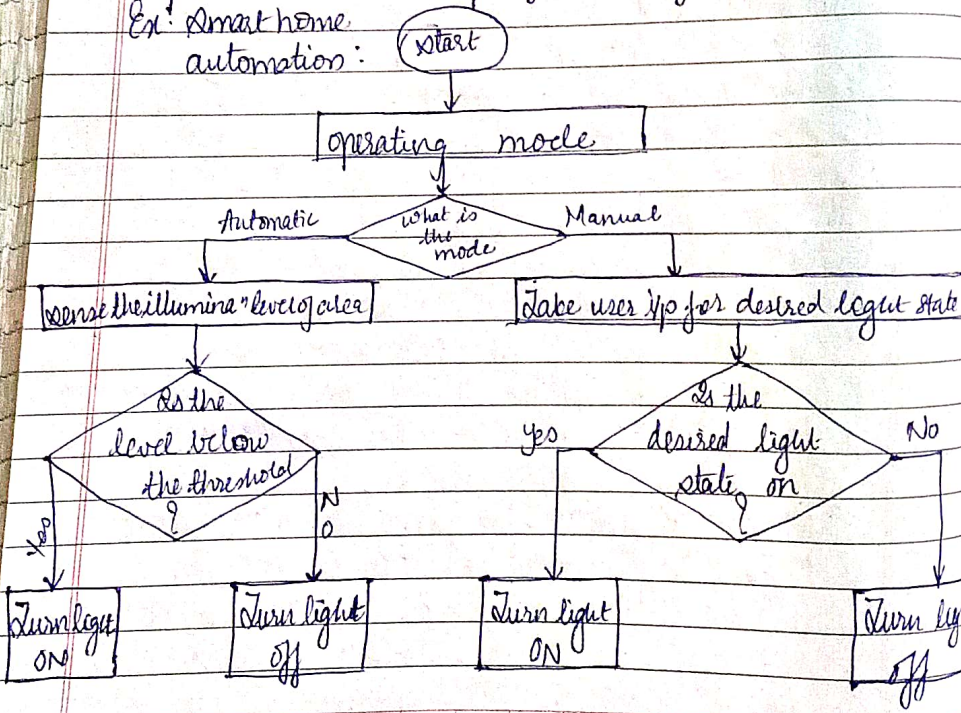 Ex: Smart home
automation:
start
operating mode
Automatic
What is
the
mode
Manual
sense the illuminaⁿ level of area
Take user i/p for desired light state
Is the
level below
the threshold
?
Yes
NO
Is the
desired light
state on
?
yes
No
Turn light
ON
Turn light
off
Turn light
ON
Turn lig
off